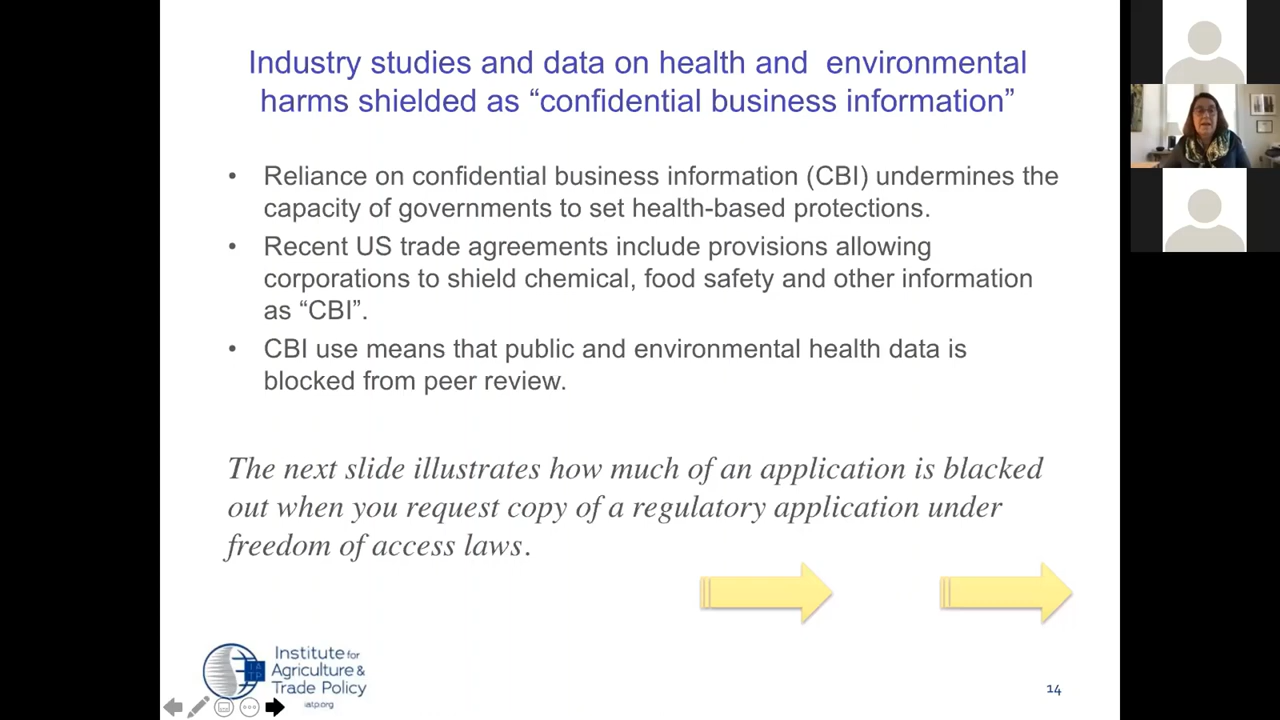 Industry studies and data on health and environmental
harms shielded as “confidential business information”
• Reliance on confidential business information (CBI) undermines the
capacity of governments to set health-based protections.
• Recent US trade agreements include provisions allowing
corporations to shield chemical, food safety and other information
as “CBI”.
• CBI use means that public and environmental health data is
blocked from peer review.
The next slide illustrates how much of an application is blacked
out when you request copy of a regulatory application under
freedom of access laws.
Institute for
Agriculture &
Trade Policy
iatp.org
14